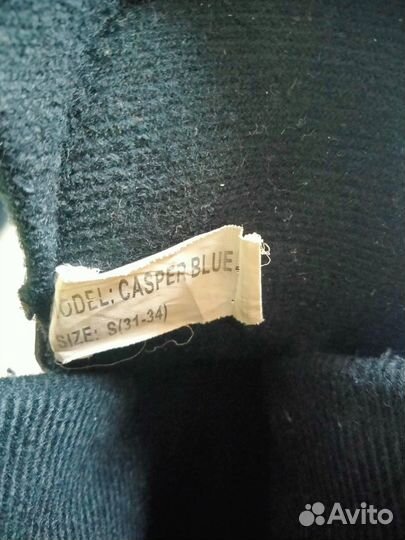 ODEL: CASPER BLUE.
SIZE: S(31-34)
Avito